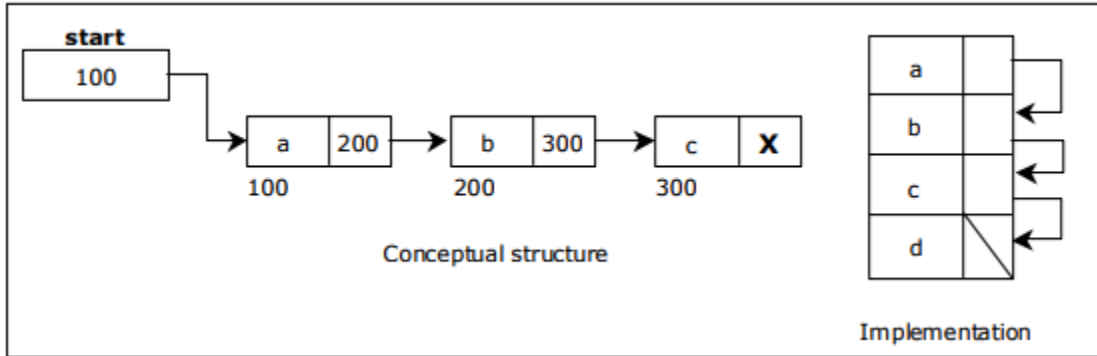 start
100
a 200 b 300 c X
100 200 300
Conceptual structure
a
b
c
d
Implementation